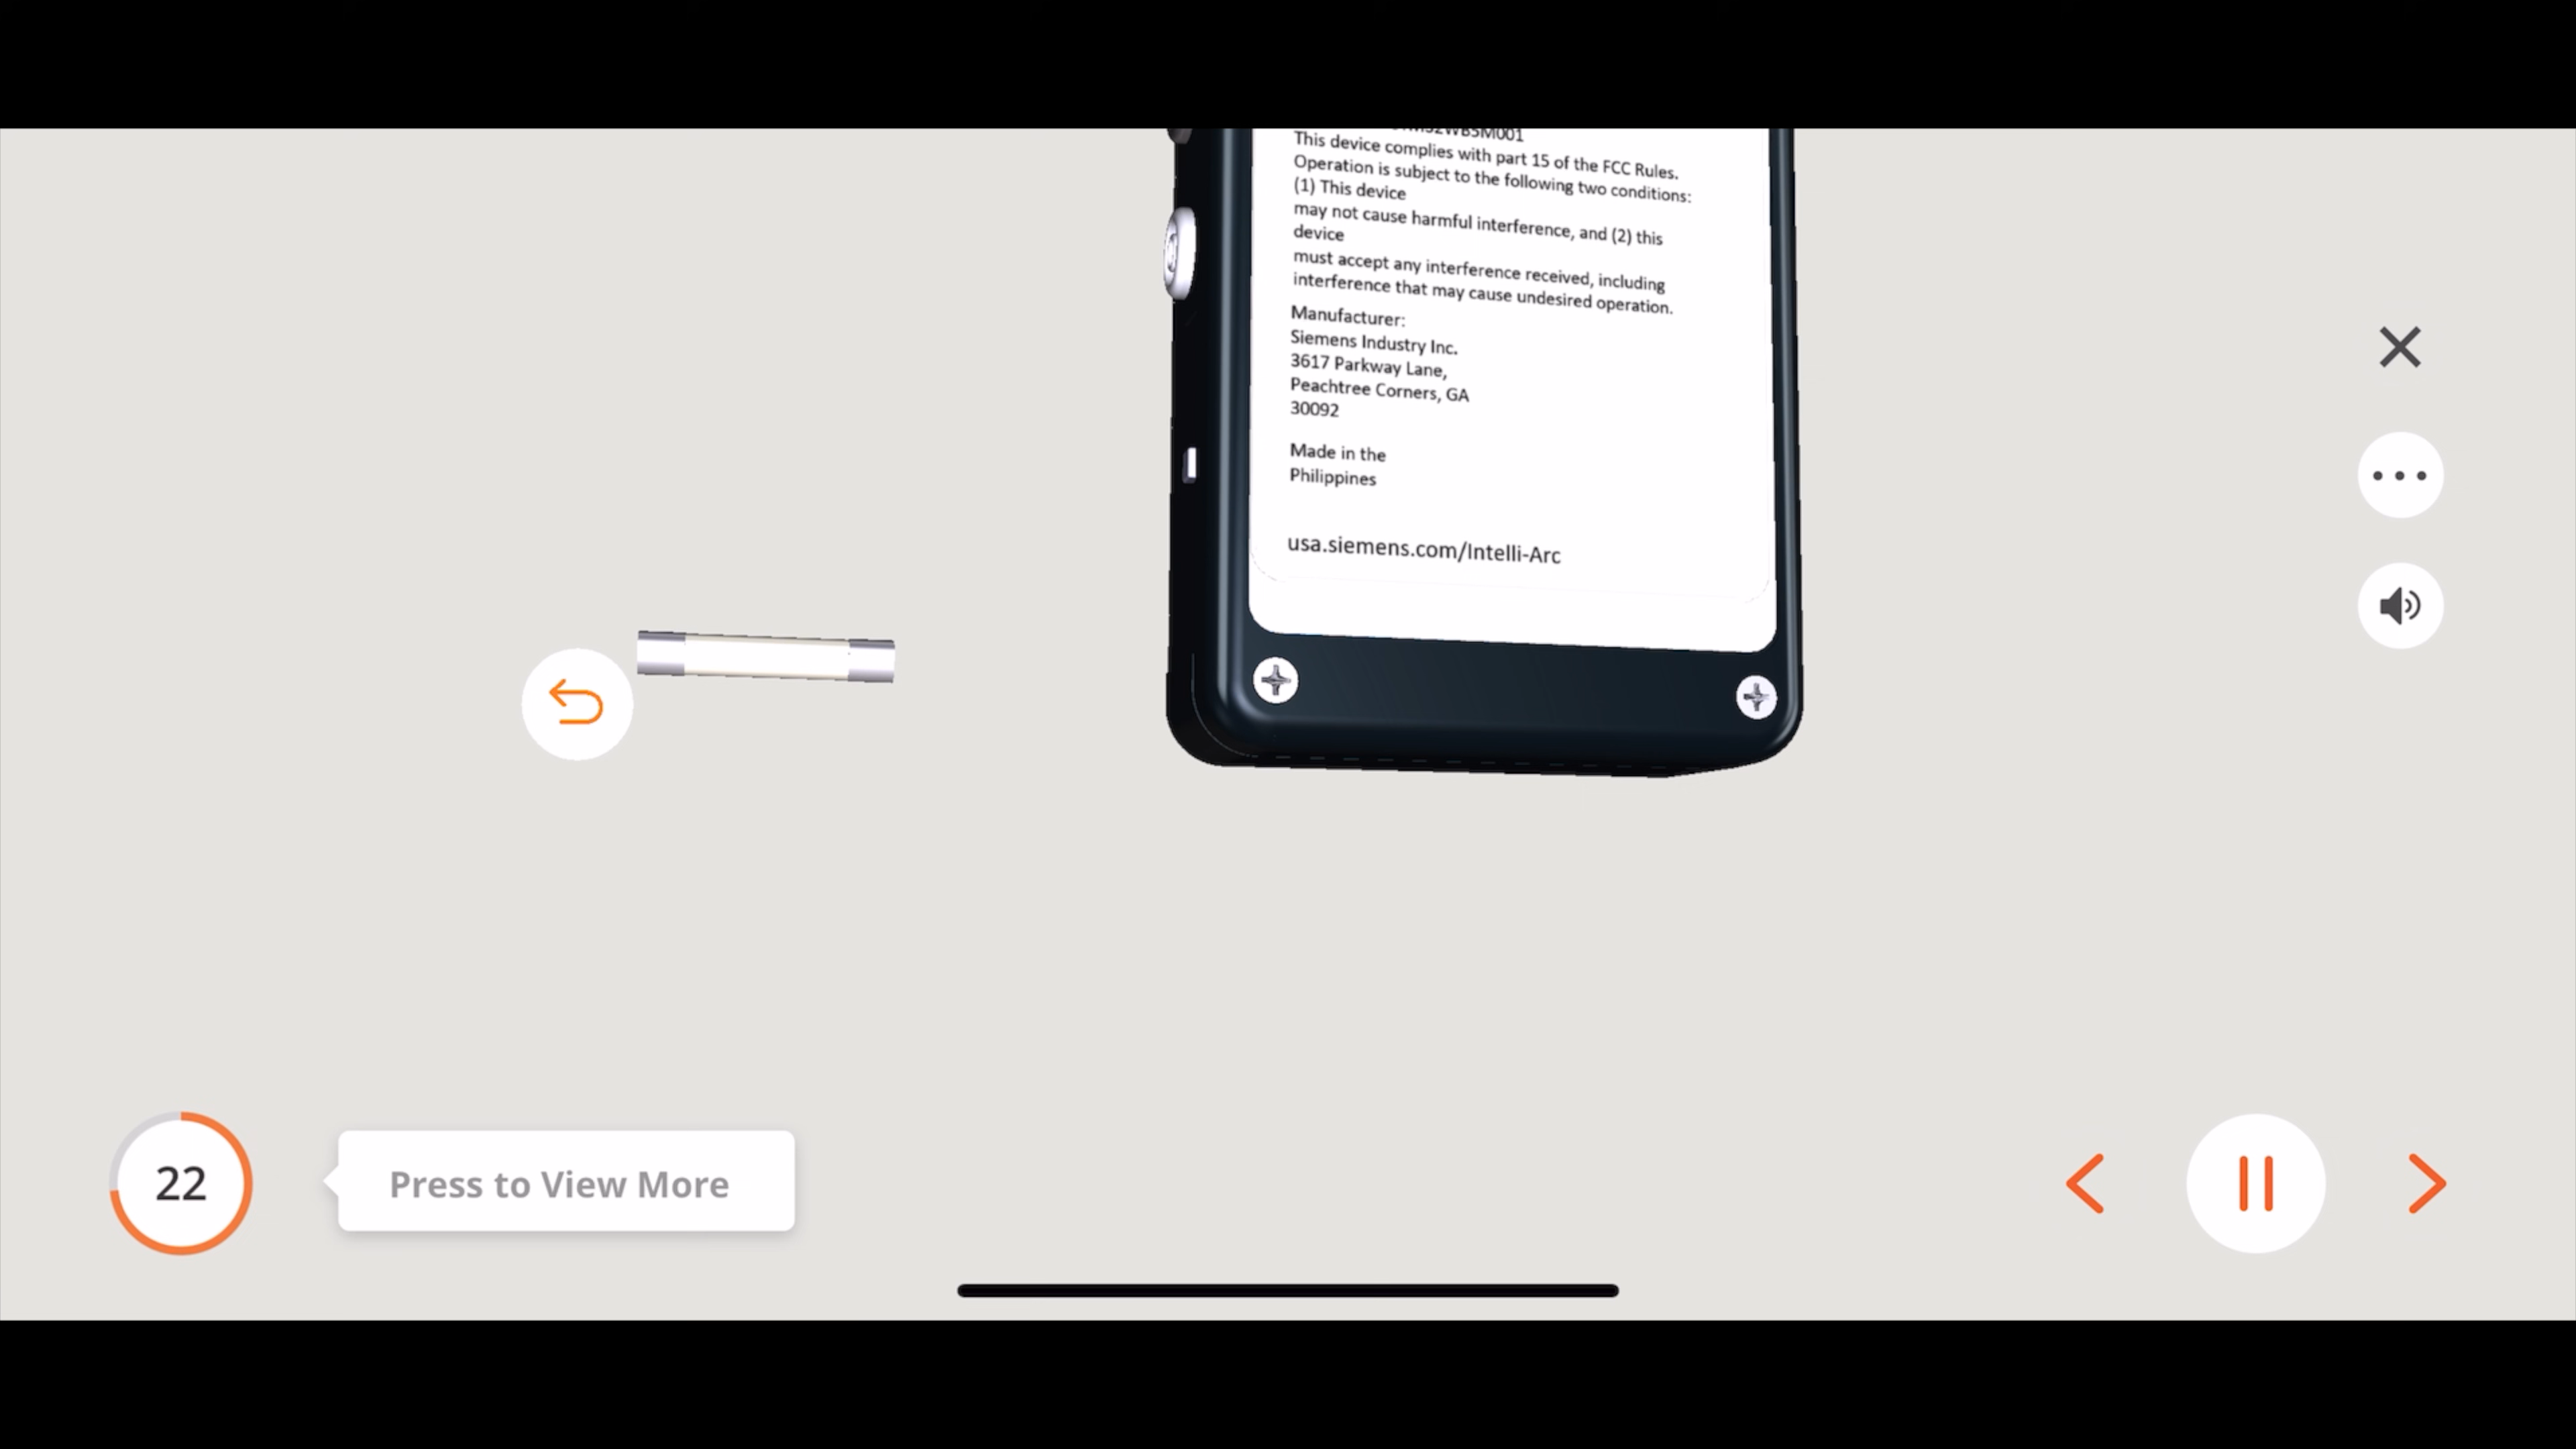 This device complies with part 15 of the FCC Rules.
Operation is subject to the following two conditions:
(1) This device
may not cause harmful interference, and (2) this
device
must accept any interference received, including
interference that may cause undesired operation.
Manufacturer:
Siemens Industry Inc.
3617 Parkway Lane,
Peachtree Corners, GA
30092
Made in the
Philippines
usa.siemens.com/Intelli-Arc
22
Press to View More